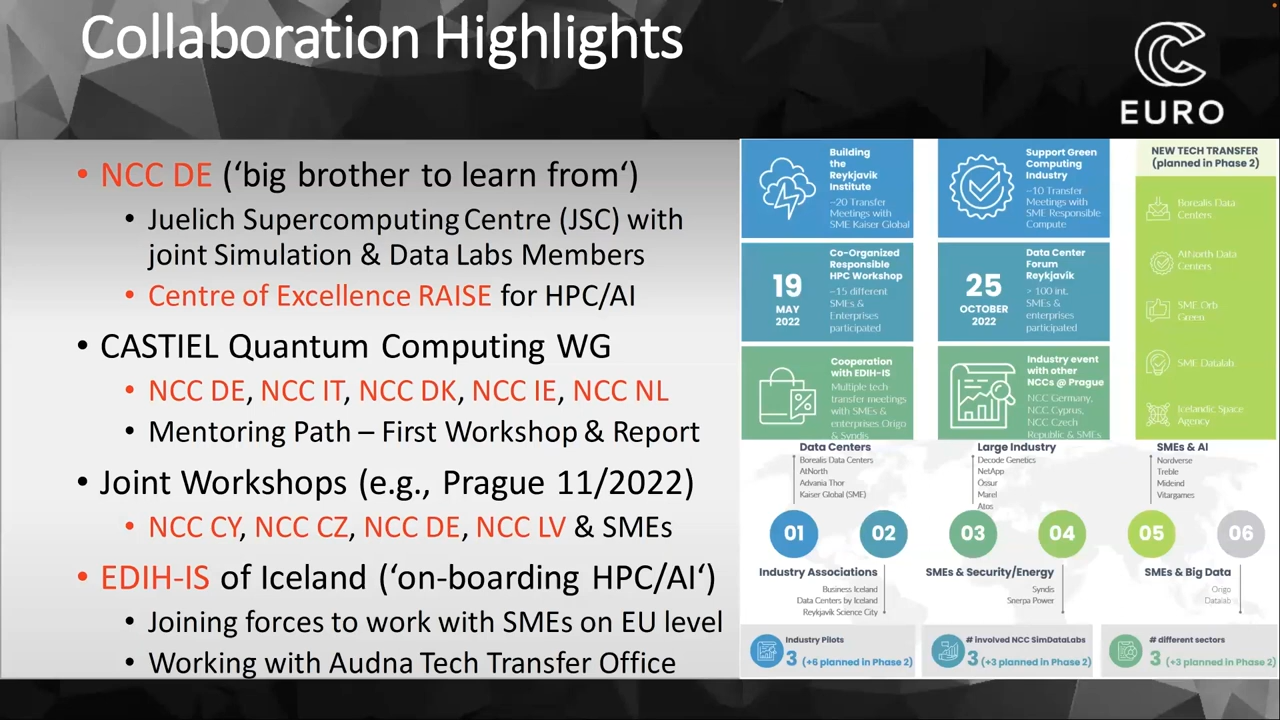 Collaboration Highlights
EURO
• NCC DE (‘big brother to learn from‘)
• Juelich Supercomputing Centre (JSC) with
joint Simulation & Data Labs Members
• Centre of Excellence RAISE for HPC/AI
• CASTIEL Quantum Computing WG
• NCC DE, NCC IT, NCC DK, NCC IE, NCC NL
• Mentoring Path – First Workshop & Report
• Joint Workshops (e.g., Prague 11/2022)
• NCC CY, NCC CZ, NCC DE, NCC LV & SMEs
• EDIH-IS of Iceland (‘on-boarding HPC/AI‘)
• Joining forces to work with SMEs on EU level
• Working with Audna Tech Transfer Office
Building
the
Reykjavik
Institute
~20 Transfer
Meetings with
SME Kaiser Global
Support Green
Computing
Industry
~10 Transfer
Meetings with
SME Responsible
Compute
19
MAY
2022
Co-Organized
Responsible
HPC Workshop
~15 different
SMEs &
Enterprises
participated
25
OCTOBER
2022
Data Center
Forum
Reykjavík
> 100 int.
SMEs &
enterprises
participated
Cooperation
with EDIH-IS
Multiple tech
transfer meetings
with SMEs &
enterprises Origo
& Syndis
Industry event
with other
NCCs @ Prague
NCC Germany,
NCC Cyprus,
NCC Czech
Republic & SMEs
NEW TECH TRANSFER
(planned in Phase 2)
Borealis Data
Centers
AtNorth Data
Centers
SME Orb
Green
SME Datalab
Icelandic Space
Agency
Data Centers
Borealis Data Centers
AtNorth
Advania Thor
Kaiser Global (SME)
Large Industry
Decode Genetics
NetApp
Ossur
Marel
Atos
SMEs & AI
Nordverse
Treble
Mideind
Vitargames
01
02
03
04
05
06
Industry Associations
Business Iceland
Data Centers by Iceland
Reykjavik Science City
SMEs & Security/Energy
Syndis
Snerpa Power
SMEs & Big Data
Origo
Datalab
Industry Pilots
3 (+6 planned in Phase 2)
# involved NCC SimDataLabs
3 (+3 planned in Phase 2)
# different sectors
3 (+3 planned in Phase 2)